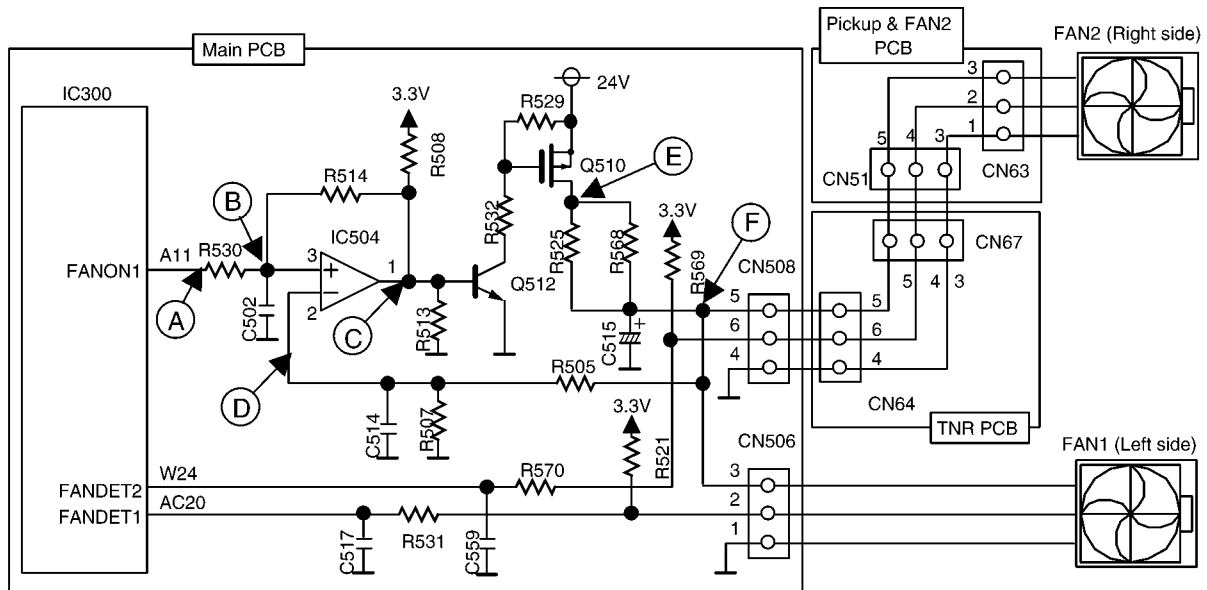 Pickup & FAN2
PCB
FAN2 (Right side)
Main PCB
IC300
3.3V
24V
R529
R508
Q510
E
3
2
1
5
4
3
CN51
CN63
R514
B
R532
R525
R568
3.3V
F
IC504
CN67
A11
R530
3
1
R569
CN508
FANON1
Q512
5
4
3
A
C502
2
C
R513
C515
+
5
6
4
5
6
4
D
R505
C514
R507
3.3V
CN64
TNR PCB
R521
CN506
FAN1 (Left side)
W24
R570
3
FANDET2
AC20
2
FANDET1
1
C517
R531
C559